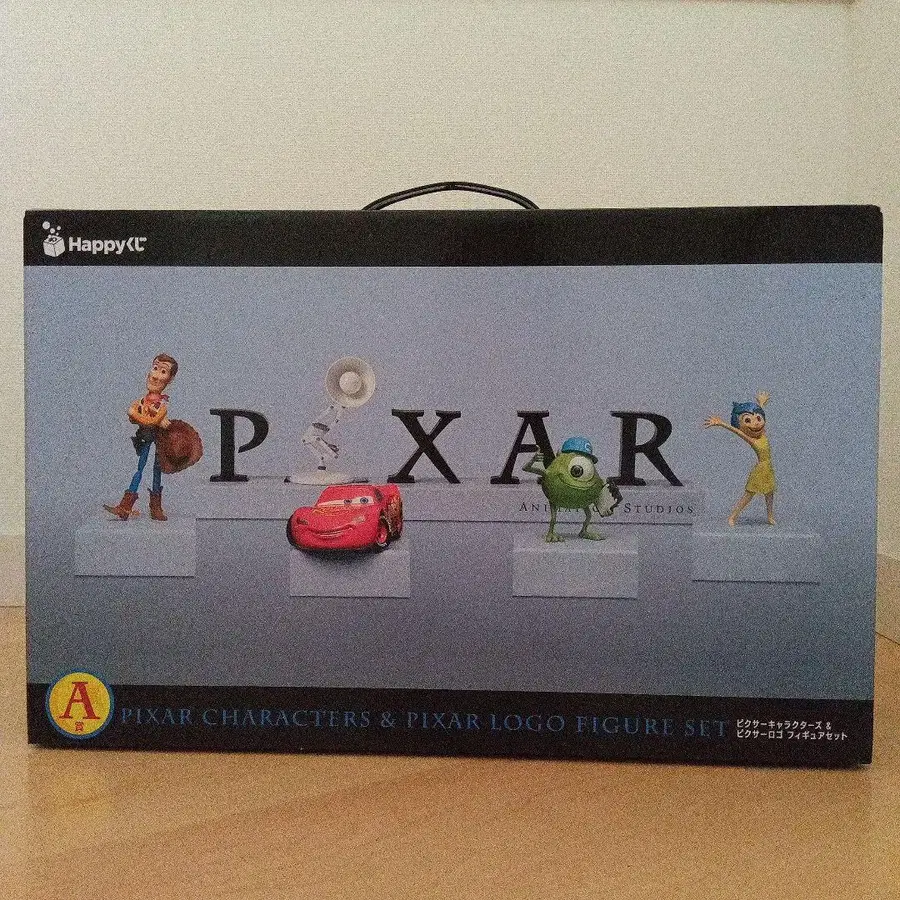 Happyくじ
PIXAR
ANIMATION STUDIOS
A
賞
PIXAR CHARACTERS & PIXAR LOGO FIGURE SET
ピクサーキャラクターズ &
ピクサーロゴ フィギュアセット